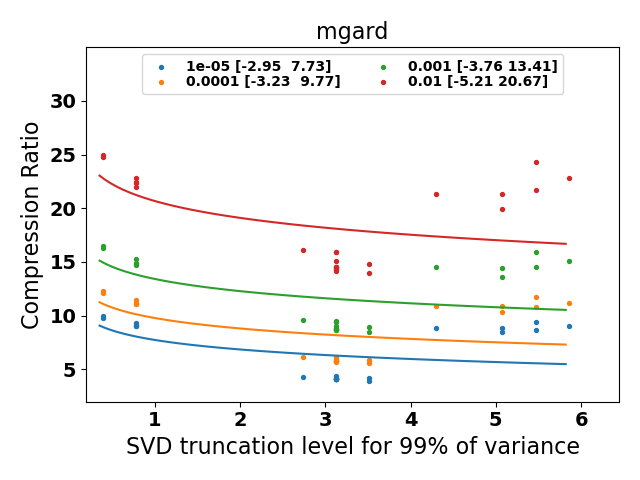 mgard
1e-05 [-2.95  7.73]
0.0001 [-3.23  9.77]
0.001 [-3.76 13.41]
0.01 [-5.21 20.67]
Compression Ratio
30
25
20
15
10
5
1 2 3 4 5 6
SVD truncation level for 99% of variance